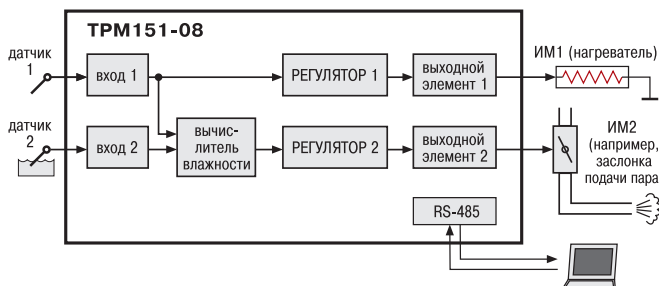 ТРМ151-08
датчик
1
вход 1
РЕГУЛЯТОР 1
выходной
элемент 1
ИМ1 (нагреватель)
датчик
2
вход 2
вычис-
литель
влажности
РЕГУЛЯТОР 2
выходной
элемент 2
ИМ2
(например,
заслонка
подачи пара)
RS-485